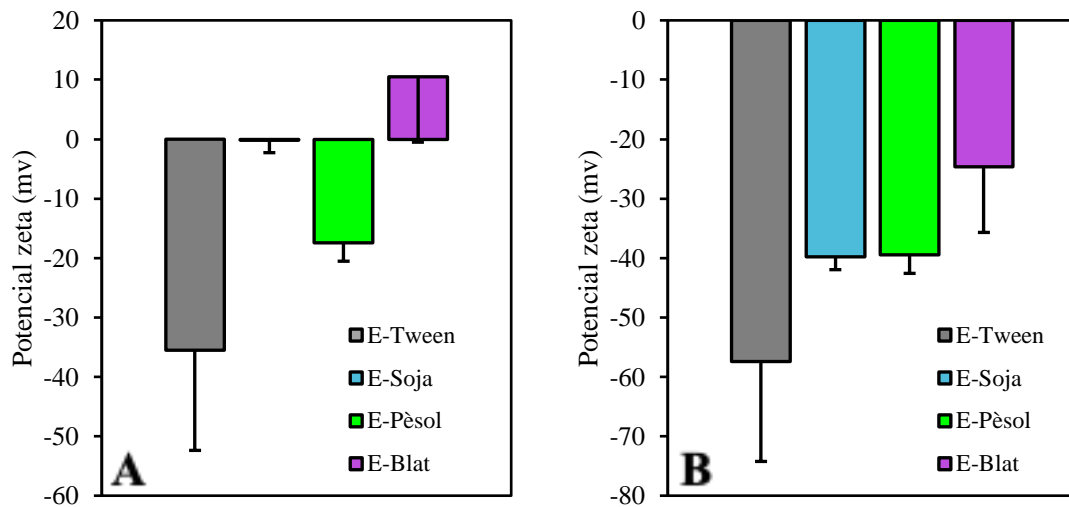 20
10
0
-10
-20
-30
-40
-50
-60
Potencial zeta (mv)
E-Tween
E-Soja
E-Pèsol
E-Blat
A
0
-10
-20
-30
-40
-50
-60
-70
-80
Potencial zeta (mv)
E-Tween
E-Soja
E-Pèsol
E-Blat
B